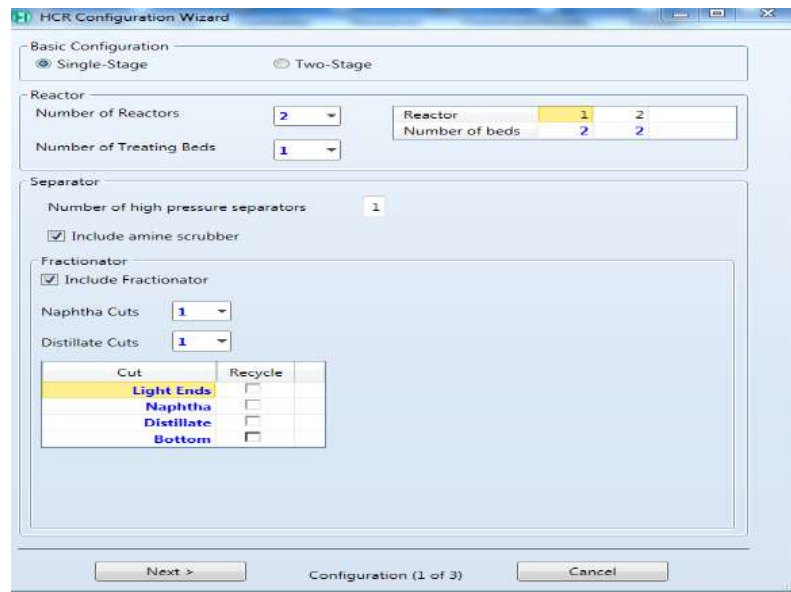 HCR Configuration Wizard
Basic Configuration
Single-Stage Two-Stage
Reactor
Number of Reactors 2 Reactor 1 2
Number of beds 2 2
Number of Treating Beds 1
Separator
Number of high pressure separators 1
Include amine scrubber
Fractionator
Include Fractionator
Naphtha Cuts 1
Distillate Cuts 1
Cut Recycle
Light Ends
Naphtha
Distillate
Bottom
Next > Configuration (1 of 3) Cancel